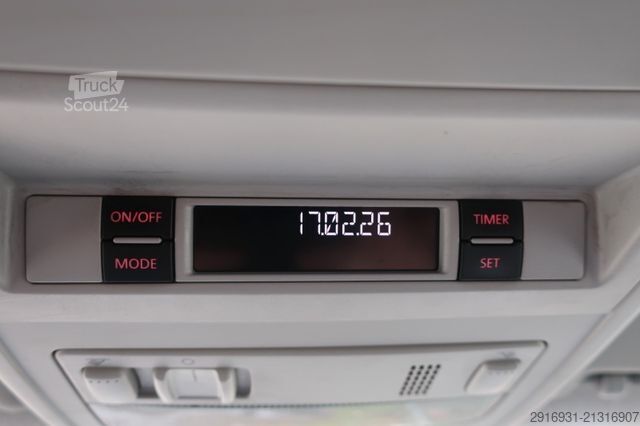 Truck
Scout24
ON/OFF
17.02.26
TIMER
MODE
SET
2916931-21316907